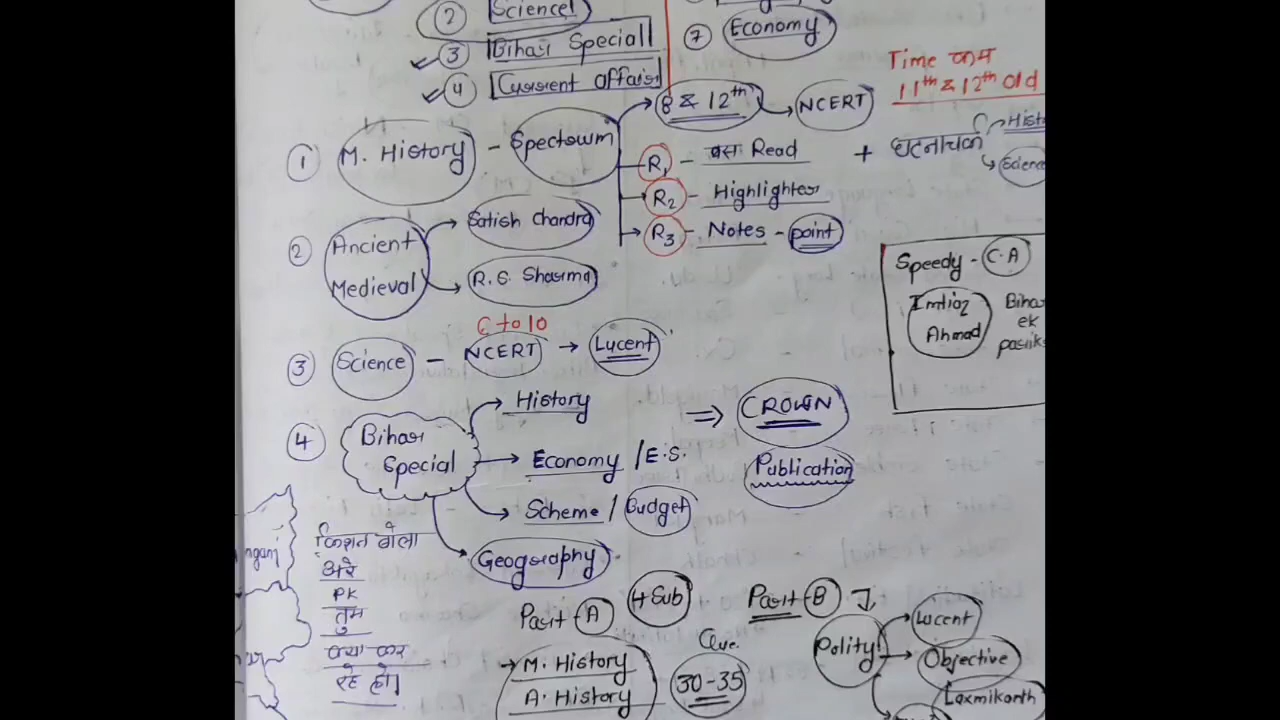 2 Science!
3 Bihar Special
4 Current affairs
7 Economy
Time कम
11th & 12th old
8 & 12th → NCERT
1 M. History - Spectrum
R1 - बस Read
+ घटनाचक्र
Science
R2 - Highlighter
R3 - Notes - point
2 Ancient Medieval
Satish Chandra
R.S. Sharma
Speedy - C.A
Imtiaz Ahmad
Bihar ek
6 to 10
3 Science - NCERT → Lucent
4 Bihar Special
History
⇒ CROWN
Publication
Economy / E.S.
Scheme / Budget
Geography
किशन बोला
अरे
PK
तुम
क्या कर
रहे हो।
Part - A
H Sub
Part - B
M. History
A. History
Que.
30-35
Polity
Lucent
Objective
Laxmikanth